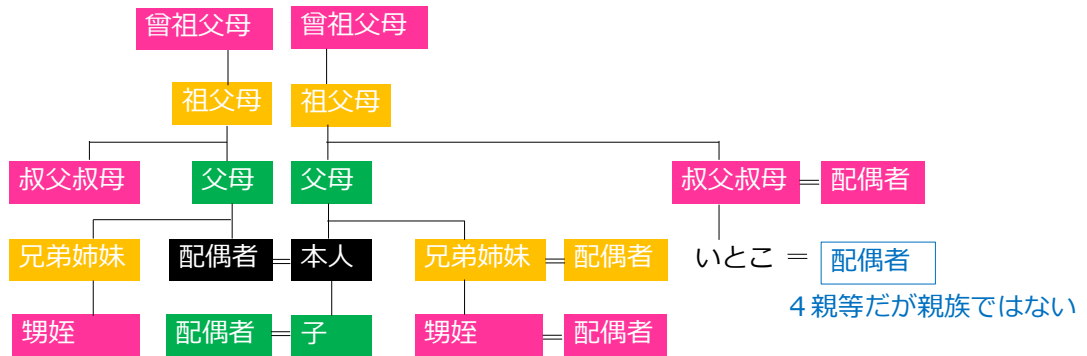 曾祖父母
曾祖父母
祖父母
祖父母
叔父叔母
父母
父母
叔父叔母
配偶者
兄弟姉妹
配偶者
本人
兄弟姉妹
配偶者
いとこ
=
配偶者
4親等だが親族ではない
甥姪
配偶者
子
甥姪
配偶者